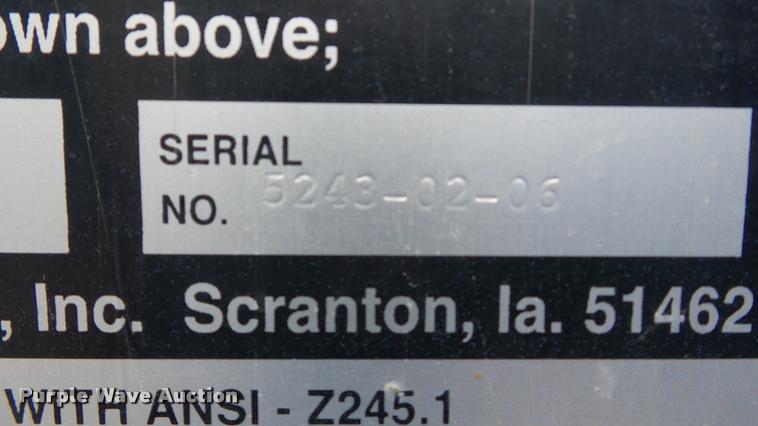 own above;
SERIAL
NO. 5243-02-06
, Inc. Scranton, Ia. 51462
WITH ANSI - Z245.1
Purple Wave Auction